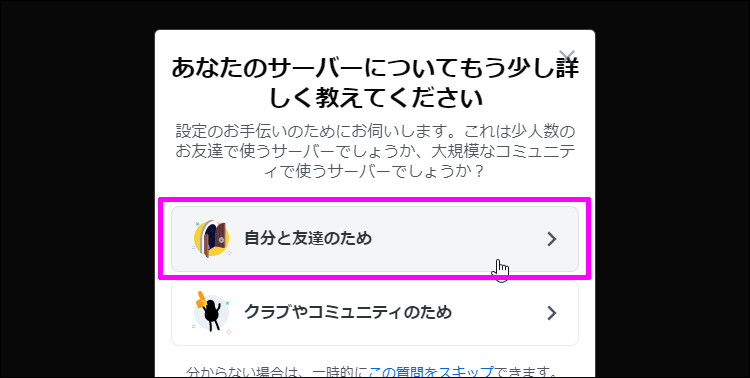 あなたのサーバーについてもう少し詳
しく教えてください
設定のお手伝いのためにお伺いします。これは少人数の
お友達で使うサーバーでしょうか、大規模なコミュニテ
ィで使うサーバーでしょうか？
自分と友達のため
クラブやコミュニティのため
分からない場合は、一時的にこの質問をスキップできます。